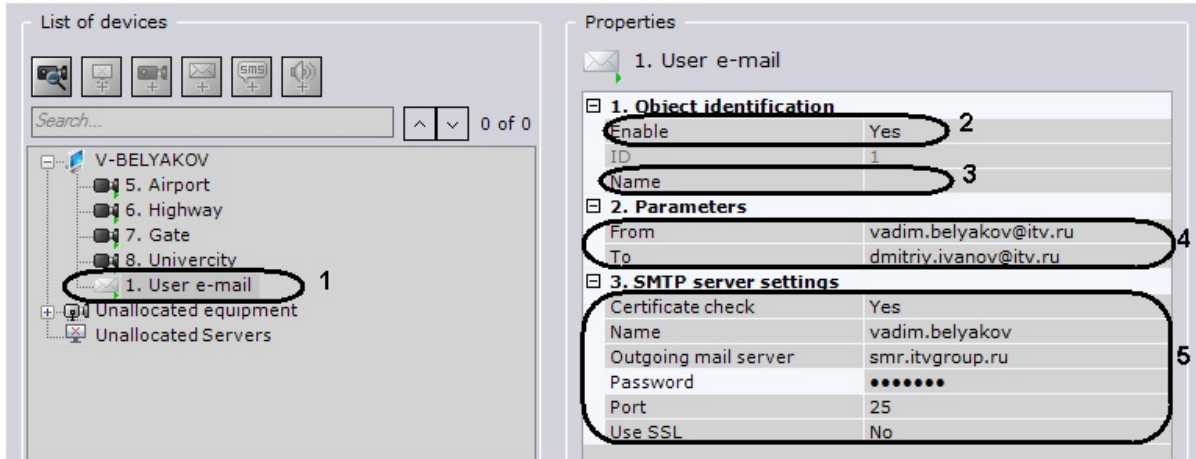 List of devices
sms
Search...
0 of 0
V-BELYAKOV
5. Airport
6. Highway
7. Gate
8. Univercity
1. User e-mail
1
Unallocated equipment
Unallocated Servers
Properties
1. User e-mail
1. Object identification
Enable Yes 2
ID 1
Name 3
2. Parameters
From vadim.belyakov@itv.ru
To dmitriy.ivanov@itv.ru
4
3. SMTP server settings
Certificate check Yes
Name vadim.belyakov
Outgoing mail server smr.itvgroup.ru
5
Password •••••••
Port 25
Use SSL No